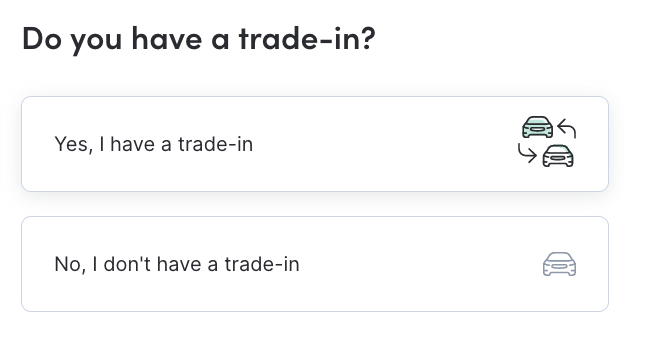 Do you have a trade-in?
Yes, I have a trade-in
No, I don't have a trade-in